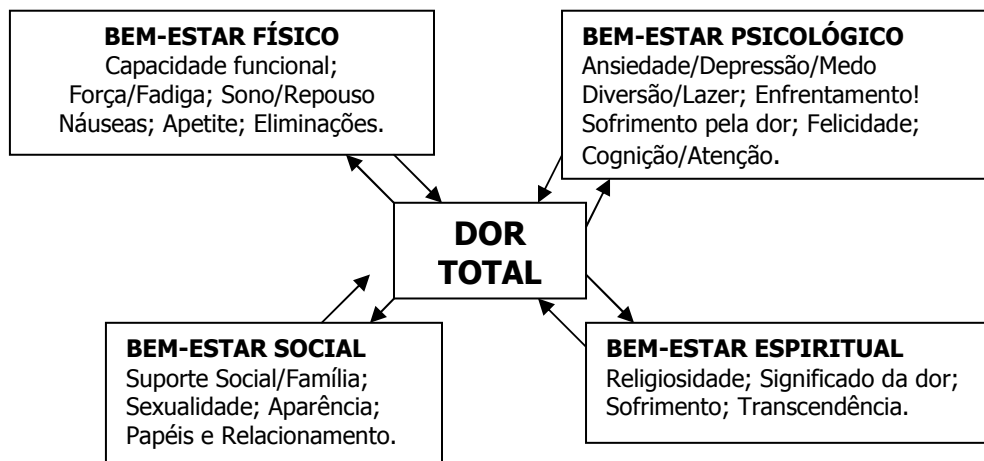 BEM-ESTAR FÍSICO
Capacidade funcional;
Força/Fadiga; Sono/Repouso
Náuseas; Apetite; Eliminações.
BEM-ESTAR PSICOLÓGICO
Ansiedade/Depressão/Medo
Diversão/Lazer; Enfrentamento!
Sofrimento pela dor; Felicidade;
Cognição/Atenção.
DOR
TOTAL
BEM-ESTAR SOCIAL
Suporte Social/Família;
Sexualidade; Aparência;
Papéis e Relacionamento.
BEM-ESTAR ESPIRITUAL
Religiosidade; Significado da dor;
Sofrimento; Transcendência.